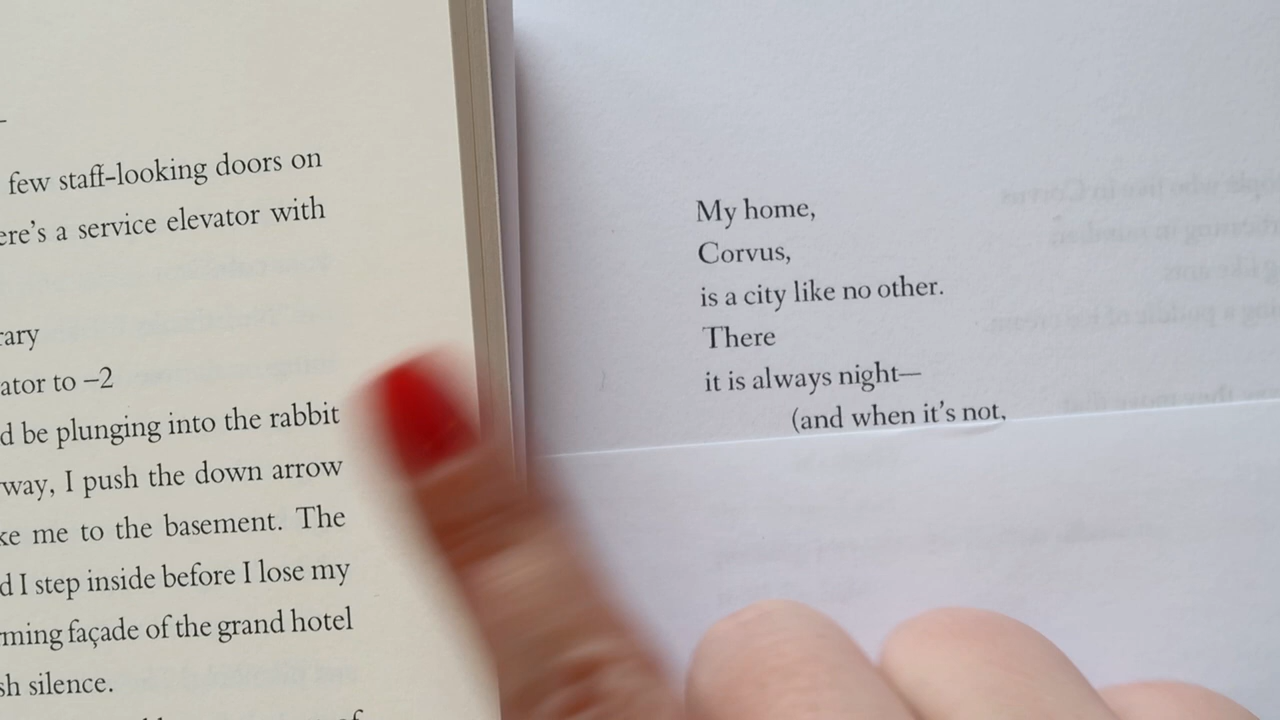 few staff-looking doors on
ere's a service elevator with
rary
ator to –2
d be plunging into the rabbit
way, I push the down arrow
ke me to the basement. The
d I step inside before I lose my
ming façade of the grand hotel
sh silence.
of
My home,
Corvus,
is a city like no other.
There
it is always night—
(and when it's not,